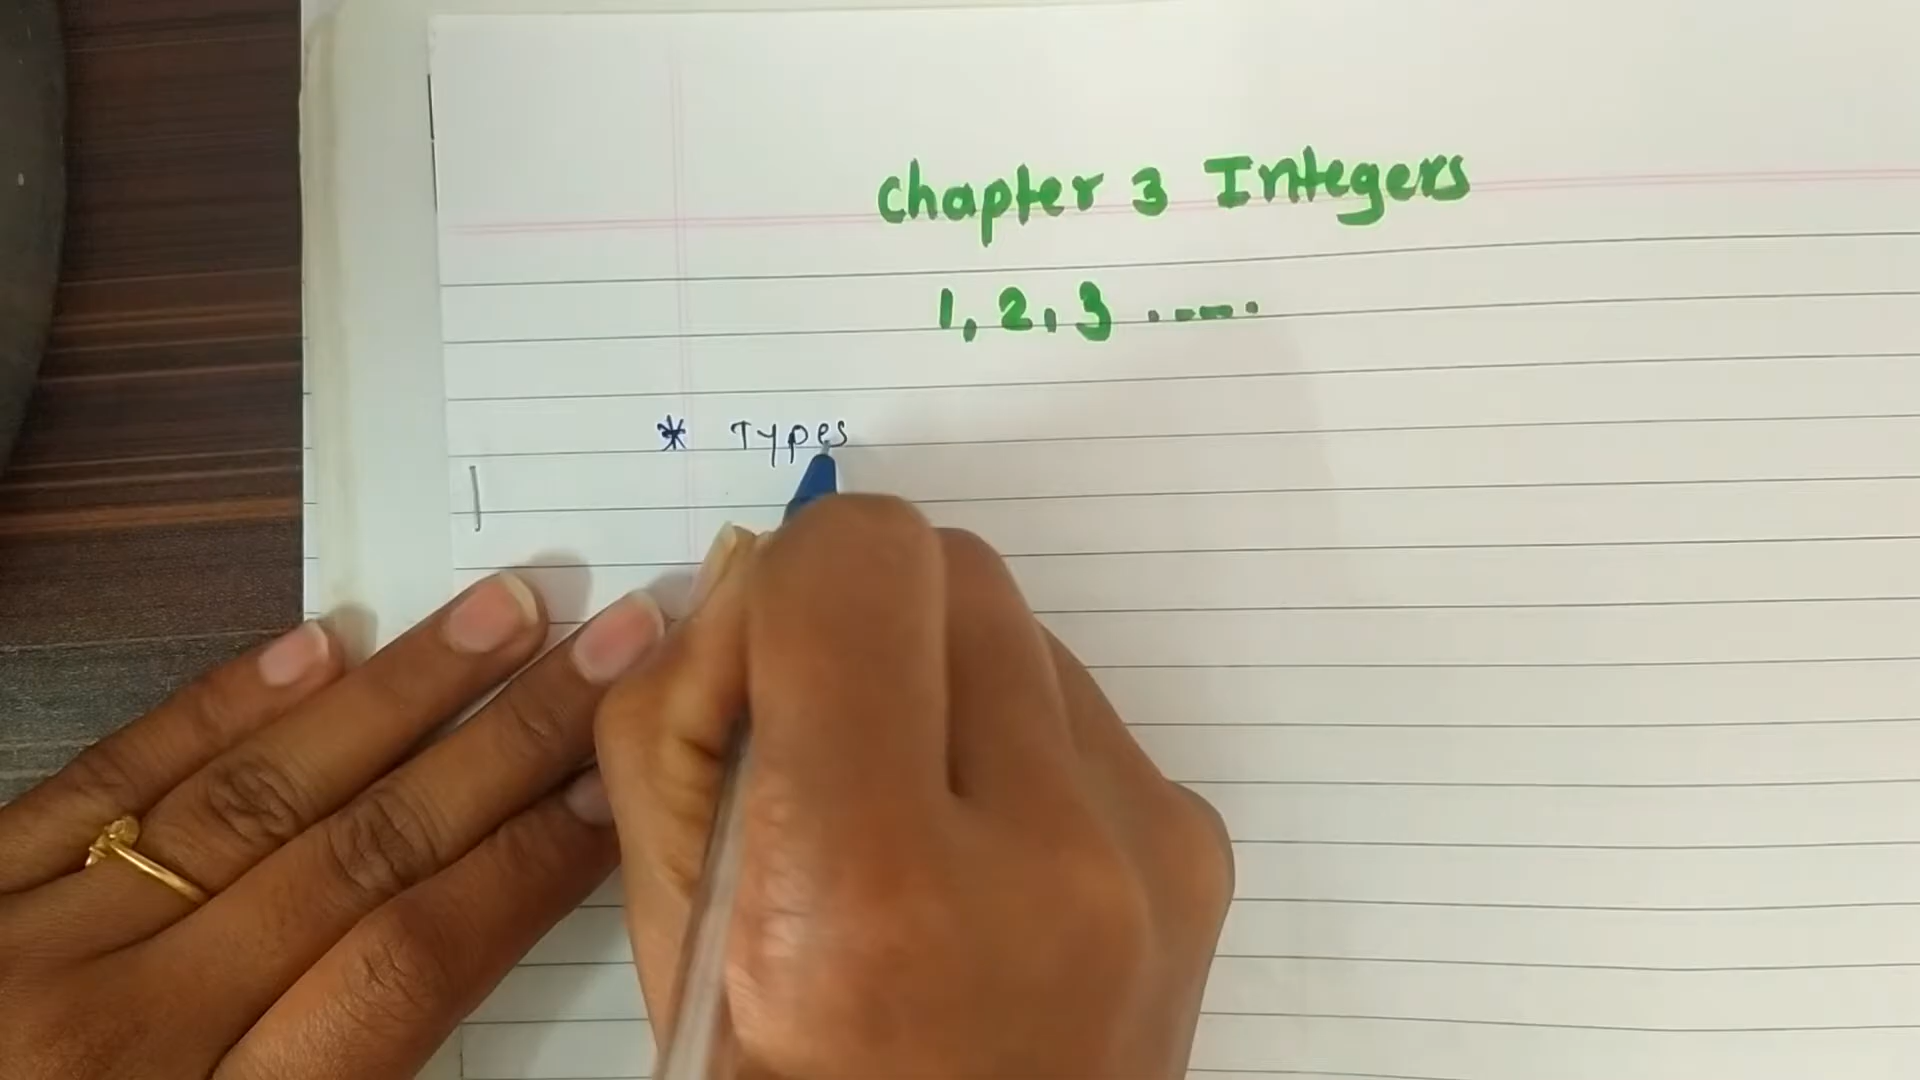 Chapter 3 Integers
1, 2, 3 .....
* Types